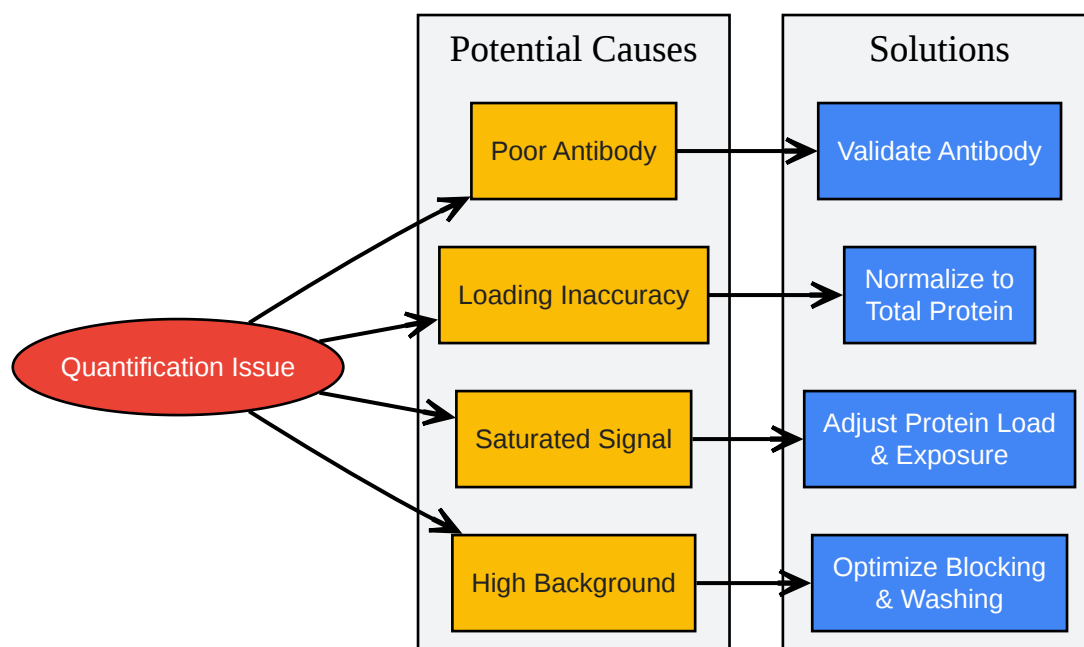 Potential Causes
Solutions
Poor Antibody
Validate Antibody
Loading Inaccuracy
Normalize to
Total Protein
Quantification Issue
Saturated Signal
Adjust Protein Load
& Exposure
High Background
Optimize Blocking
& Washing